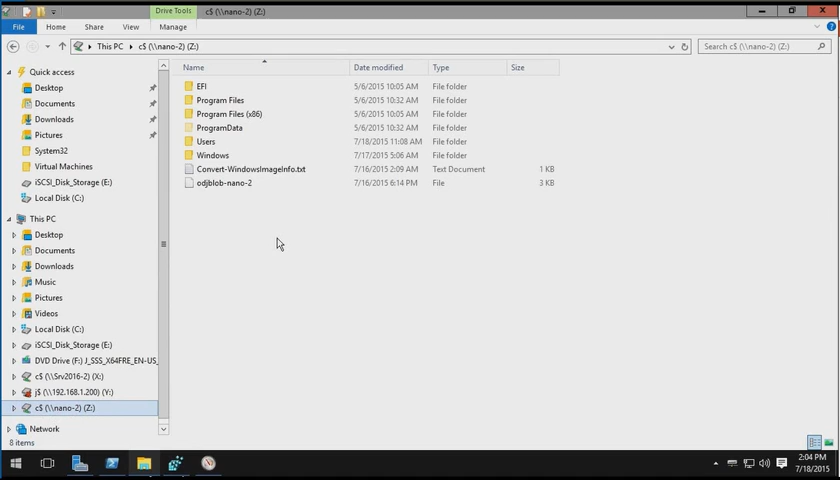 Drive Tools
c$ (\\nano-2) (Z:)
File
Home
Share
View
Manage
This PC
c$ (\\nano-2) (Z:)
Search c$ (\\nano-2) (Z:)
Name
Date modified
Type
Size
Quick access
Desktop
Documents
Downloads
Pictures
System32
Virtual Machines
iSCSI_Disk_Storage (E:)
Local Disk (C:)
This PC
Desktop
Documents
Downloads
Music
Pictures
Videos
Local Disk (C:)
iSCSI_Disk_Storage (E:)
DVD Drive (F:) J_SSS_X64FRE_EN-US_
c$ (\\Srv2016-2) (X:)
j$ (\\192.168.1.200) (Y:)
c$ (\\nano-2) (Z:)
Network
EFI 5/6/2015 10:05 AM File folder
Program Files 5/6/2015 10:32 AM File folder
Program Files (x86) 5/6/2015 10:05 AM File folder
ProgramData 5/6/2015 10:32 AM File folder
Users 7/18/2015 11:08 AM File folder
Windows 7/17/2015 5:06 AM File folder
Convert-WindowsImageInfo.txt 7/16/2015 2:09 AM Text Document 1 KB
odjblob-nano-2 7/16/2015 6:14 PM File 3 KB
8 items
2:04 PM
7/18/2015